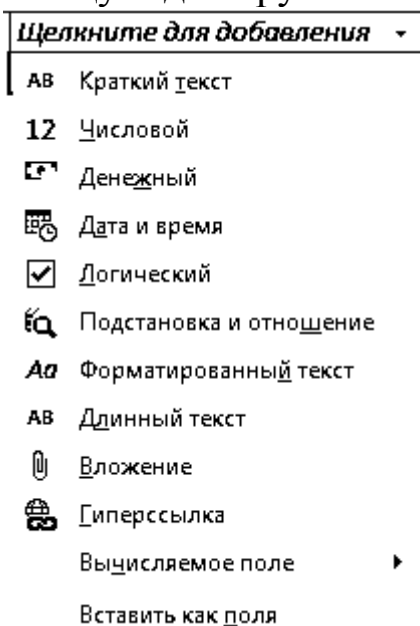 Щелкните для добавления
AB Краткий текст
12 Числовой
Денежный
Дата и время
Логический
Подстановка и отношение
Aa Форматированный текст
AB Длинный текст
Вложение
Гиперссылка
Вычисляемое поле
Вставить как поля